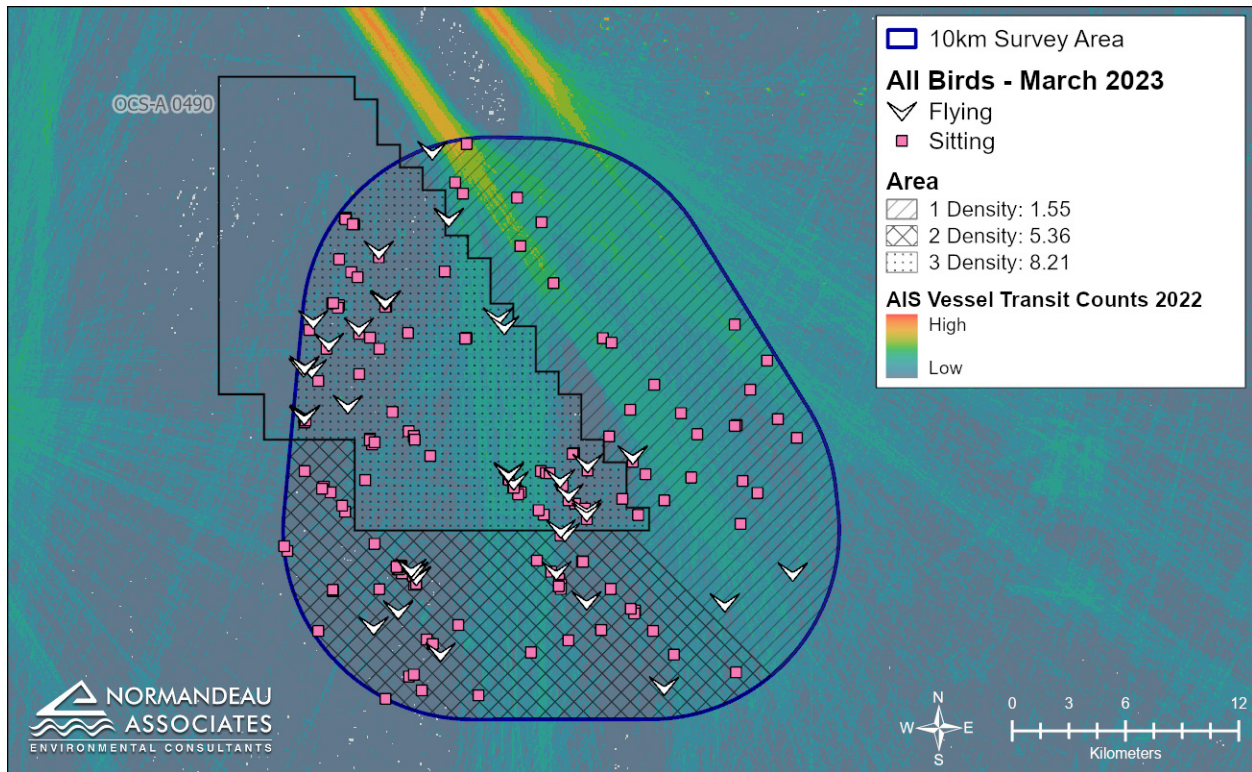 OCS-A 0490
10km Survey Area
All Birds - March 2023
Flying
Sitting
Area
1 Density: 1.55
2 Density: 5.36
3 Density: 8.21
AIS Vessel Transit Counts 2022
High
Low
NORMANDEAU
ASSOCIATES
ENVIRONMENTAL CONSULTANTS
N
W E
S
0 3 6 12
Kilometers